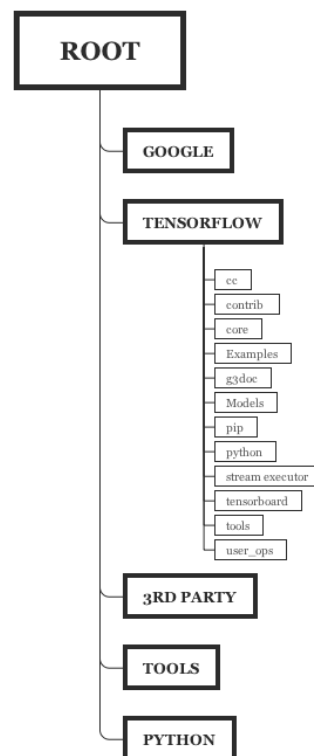 ROOT
GOOGLE
TENSORFLOW
cc
contrib
core
Examples
g3doc
Models
pip
python
stream executor
tensorboard
tools
user_ops
3RD PARTY
TOOLS
PYTHON